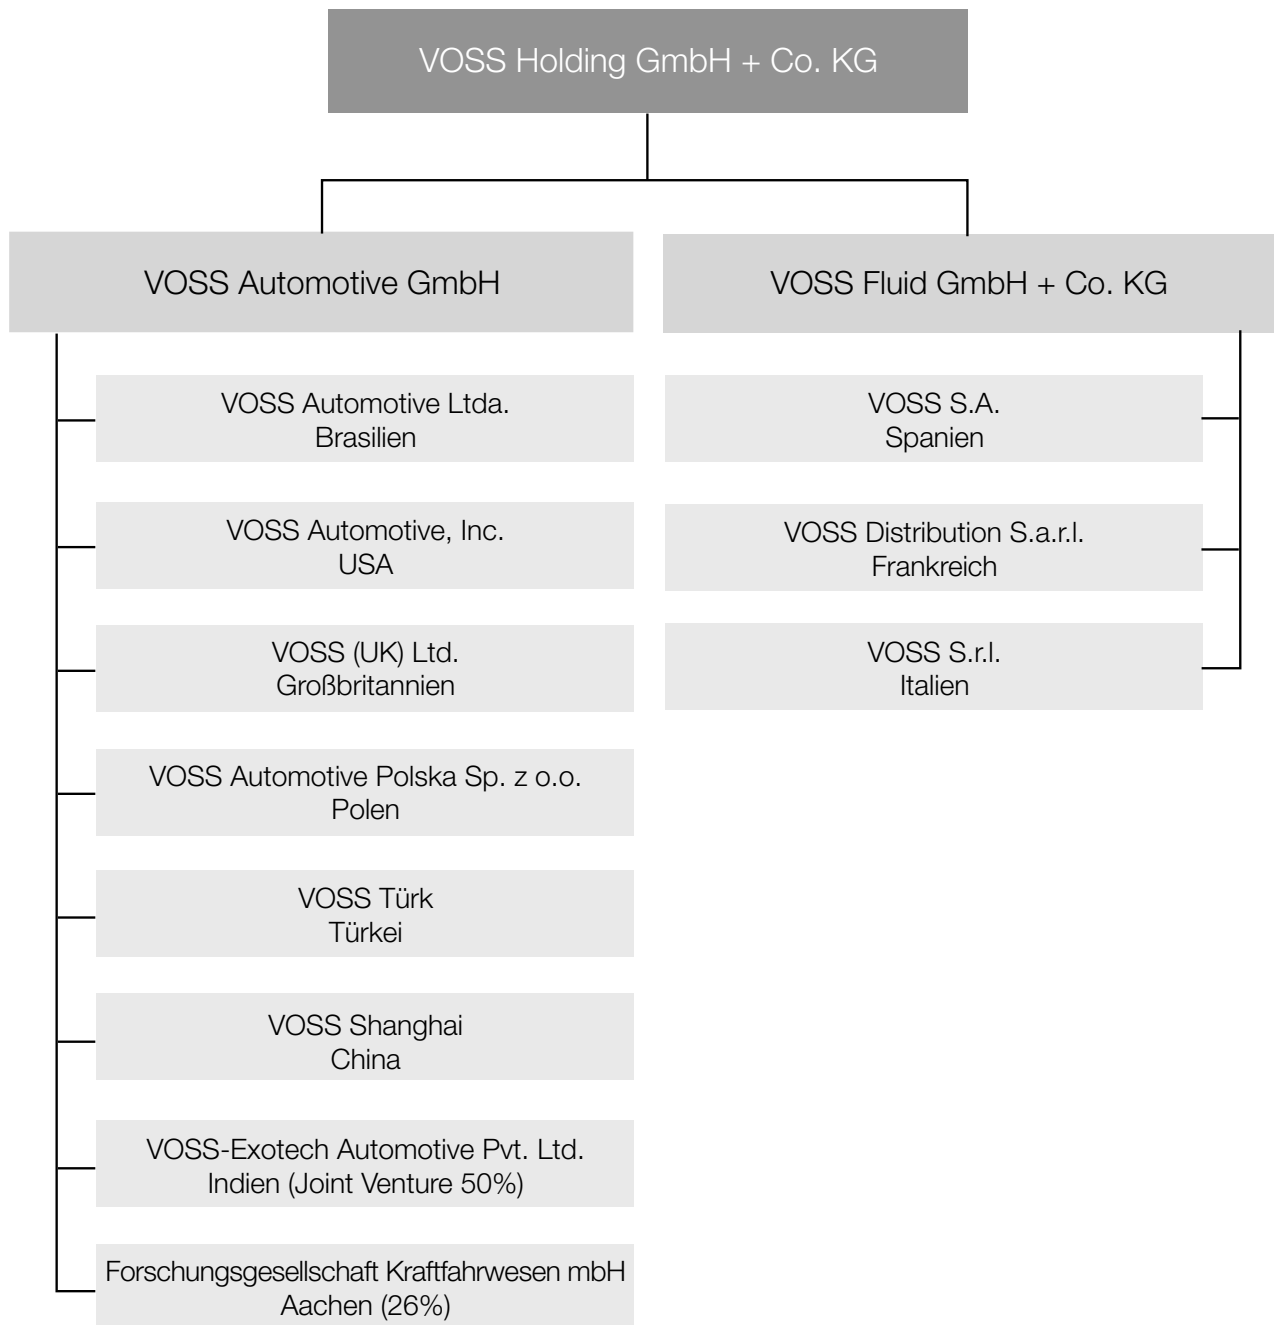 VOSS Holding GmbH + Co. KG
VOSS Automotive GmbH
VOSS Automotive Ltda.
Brasilien
VOSS Automotive, Inc.
USA
VOSS (UK) Ltd.
Großbritannien
VOSS Automotive Polska Sp. z o.o.
Polen
VOSS Türk
Türkei
VOSS Shanghai
China
VOSS-Exotech Automotive Pvt. Ltd.
Indien (Joint Venture 50%)
Forschungsgesellschaft Kraftfahrwesen mbH
Aachen (26%)
VOSS Fluid GmbH + Co. KG
VOSS S.A.
Spanien
VOSS Distribution S.a.r.l.
Frankreich
VOSS S.r.l.
Italien